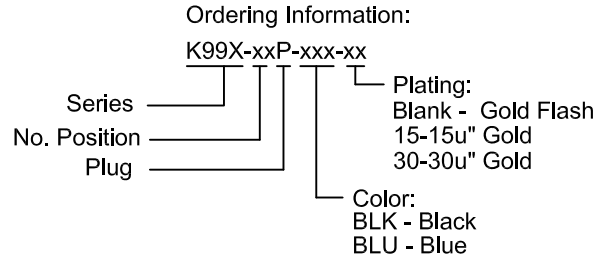 Ordering Information:
K99X-xxP-xxx-xx
Series
No. Position
Plug
Plating:
Blank - Gold Flash
15-15u" Gold
30-30u" Gold
Color:
BLK - Black
BLU - Blue